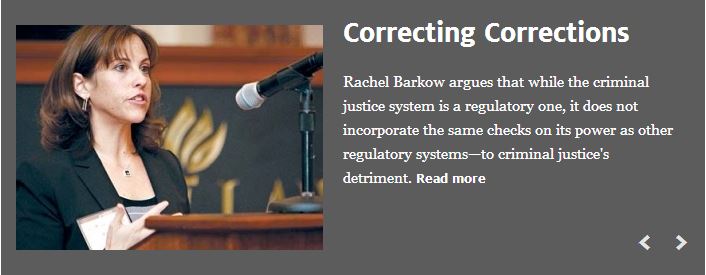 Correcting Corrections
Rachel Barkow argues that while the criminal
justice system is a regulatory one, it does not
incorporate the same checks on its power as other
regulatory systems—to criminal justice's
detriment. Read more